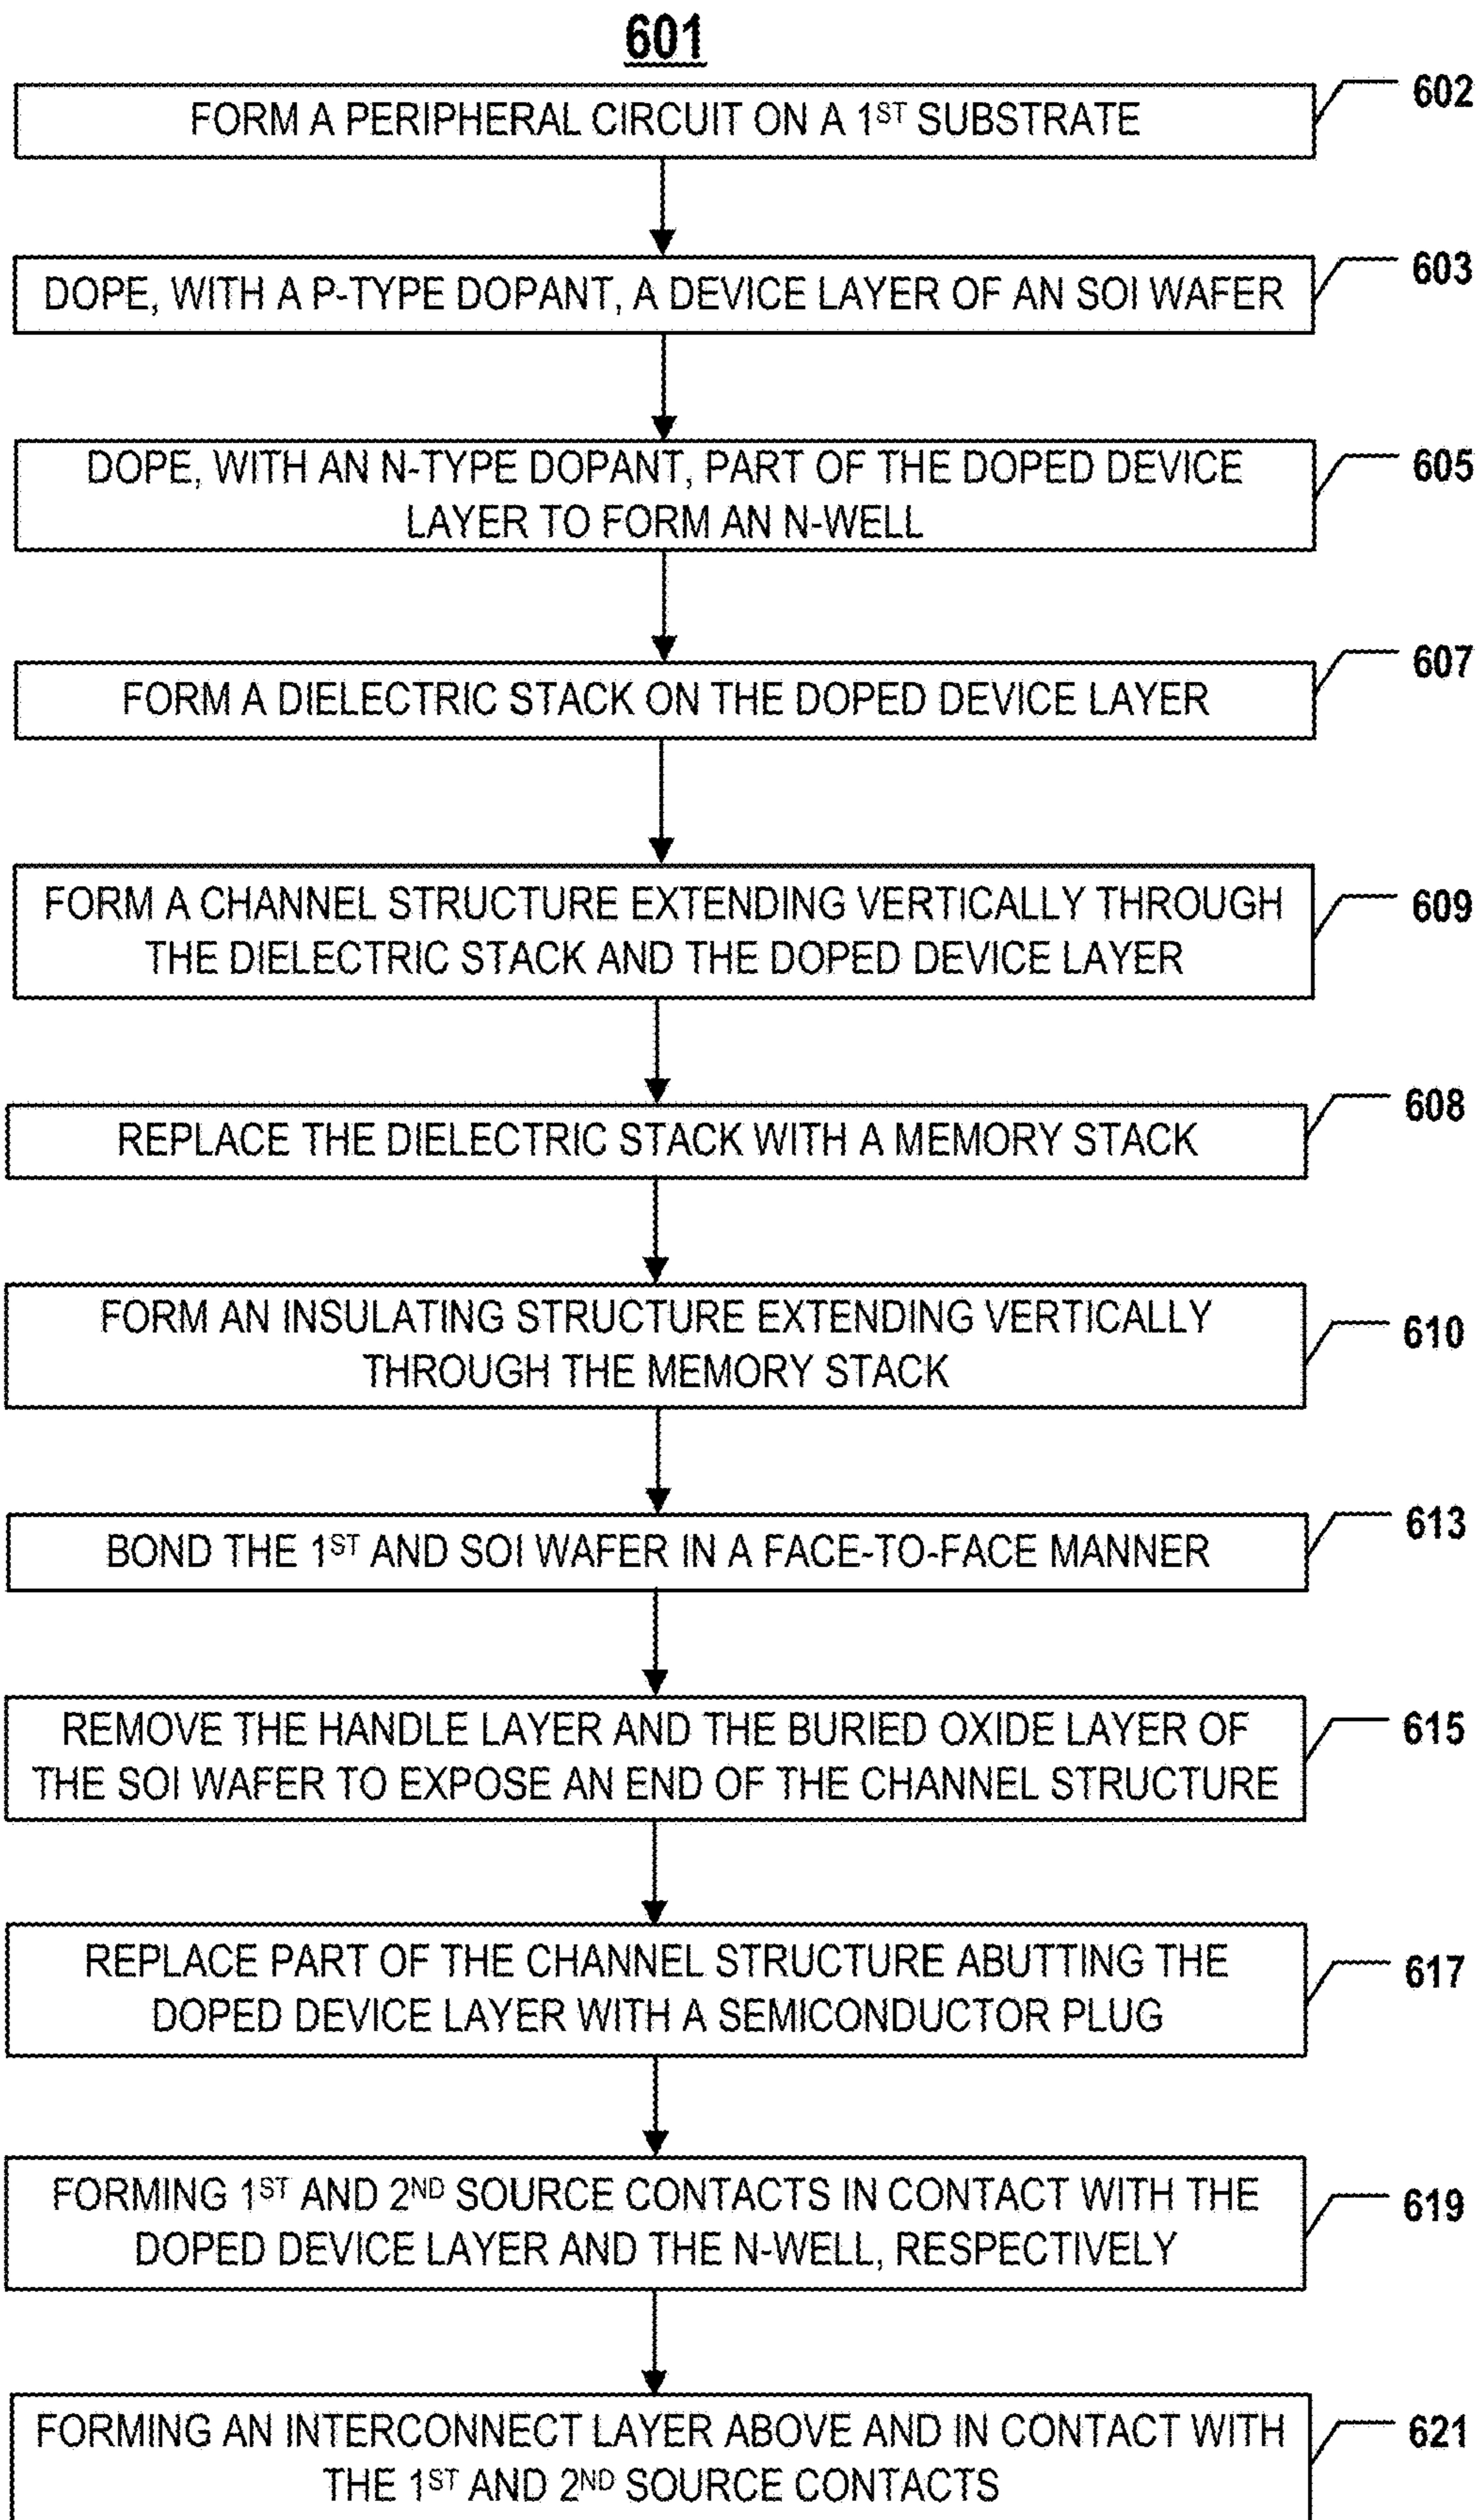 601
FORM A PERIPHERAL CIRCUIT ON A 1ST SUBSTRATE
602
DOPE, WITH A P-TYPE DOPANT, A DEVICE LAYER OF AN SOI WAFER
603
DOPE, WITH AN N-TYPE DOPANT, PART OF THE DOPED DEVICE
LAYER TO FORM AN N-WELL
605
FORM A DIELECTRIC STACK ON THE DOPED DEVICE LAYER
607
FORM A CHANNEL STRUCTURE EXTENDING VERTICALLY THROUGH
THE DIELECTRIC STACK AND THE DOPED DEVICE LAYER
609
REPLACE THE DIELECTRIC STACK WITH A MEMORY STACK
608
FORM AN INSULATING STRUCTURE EXTENDING VERTICALLY
THROUGH THE MEMORY STACK
610
BOND THE 1ST AND SOI WAFER IN A FACE-TO-FACE MANNER
613
REMOVE THE HANDLE LAYER AND THE BURIED OXIDE LAYER OF
THE SOI WAFER TO EXPOSE AN END OF THE CHANNEL STRUCTURE
615
REPLACE PART OF THE CHANNEL STRUCTURE ABUTTING THE
DOPED DEVICE LAYER WITH A SEMICONDUCTOR PLUG
617
FORMING 1ST AND 2ND SOURCE CONTACTS IN CONTACT WITH THE
DOPED DEVICE LAYER AND THE N-WELL, RESPECTIVELY
619
FORMING AN INTERCONNECT LAYER ABOVE AND IN CONTACT WITH
THE 1ST AND 2ND SOURCE CONTACTS
621